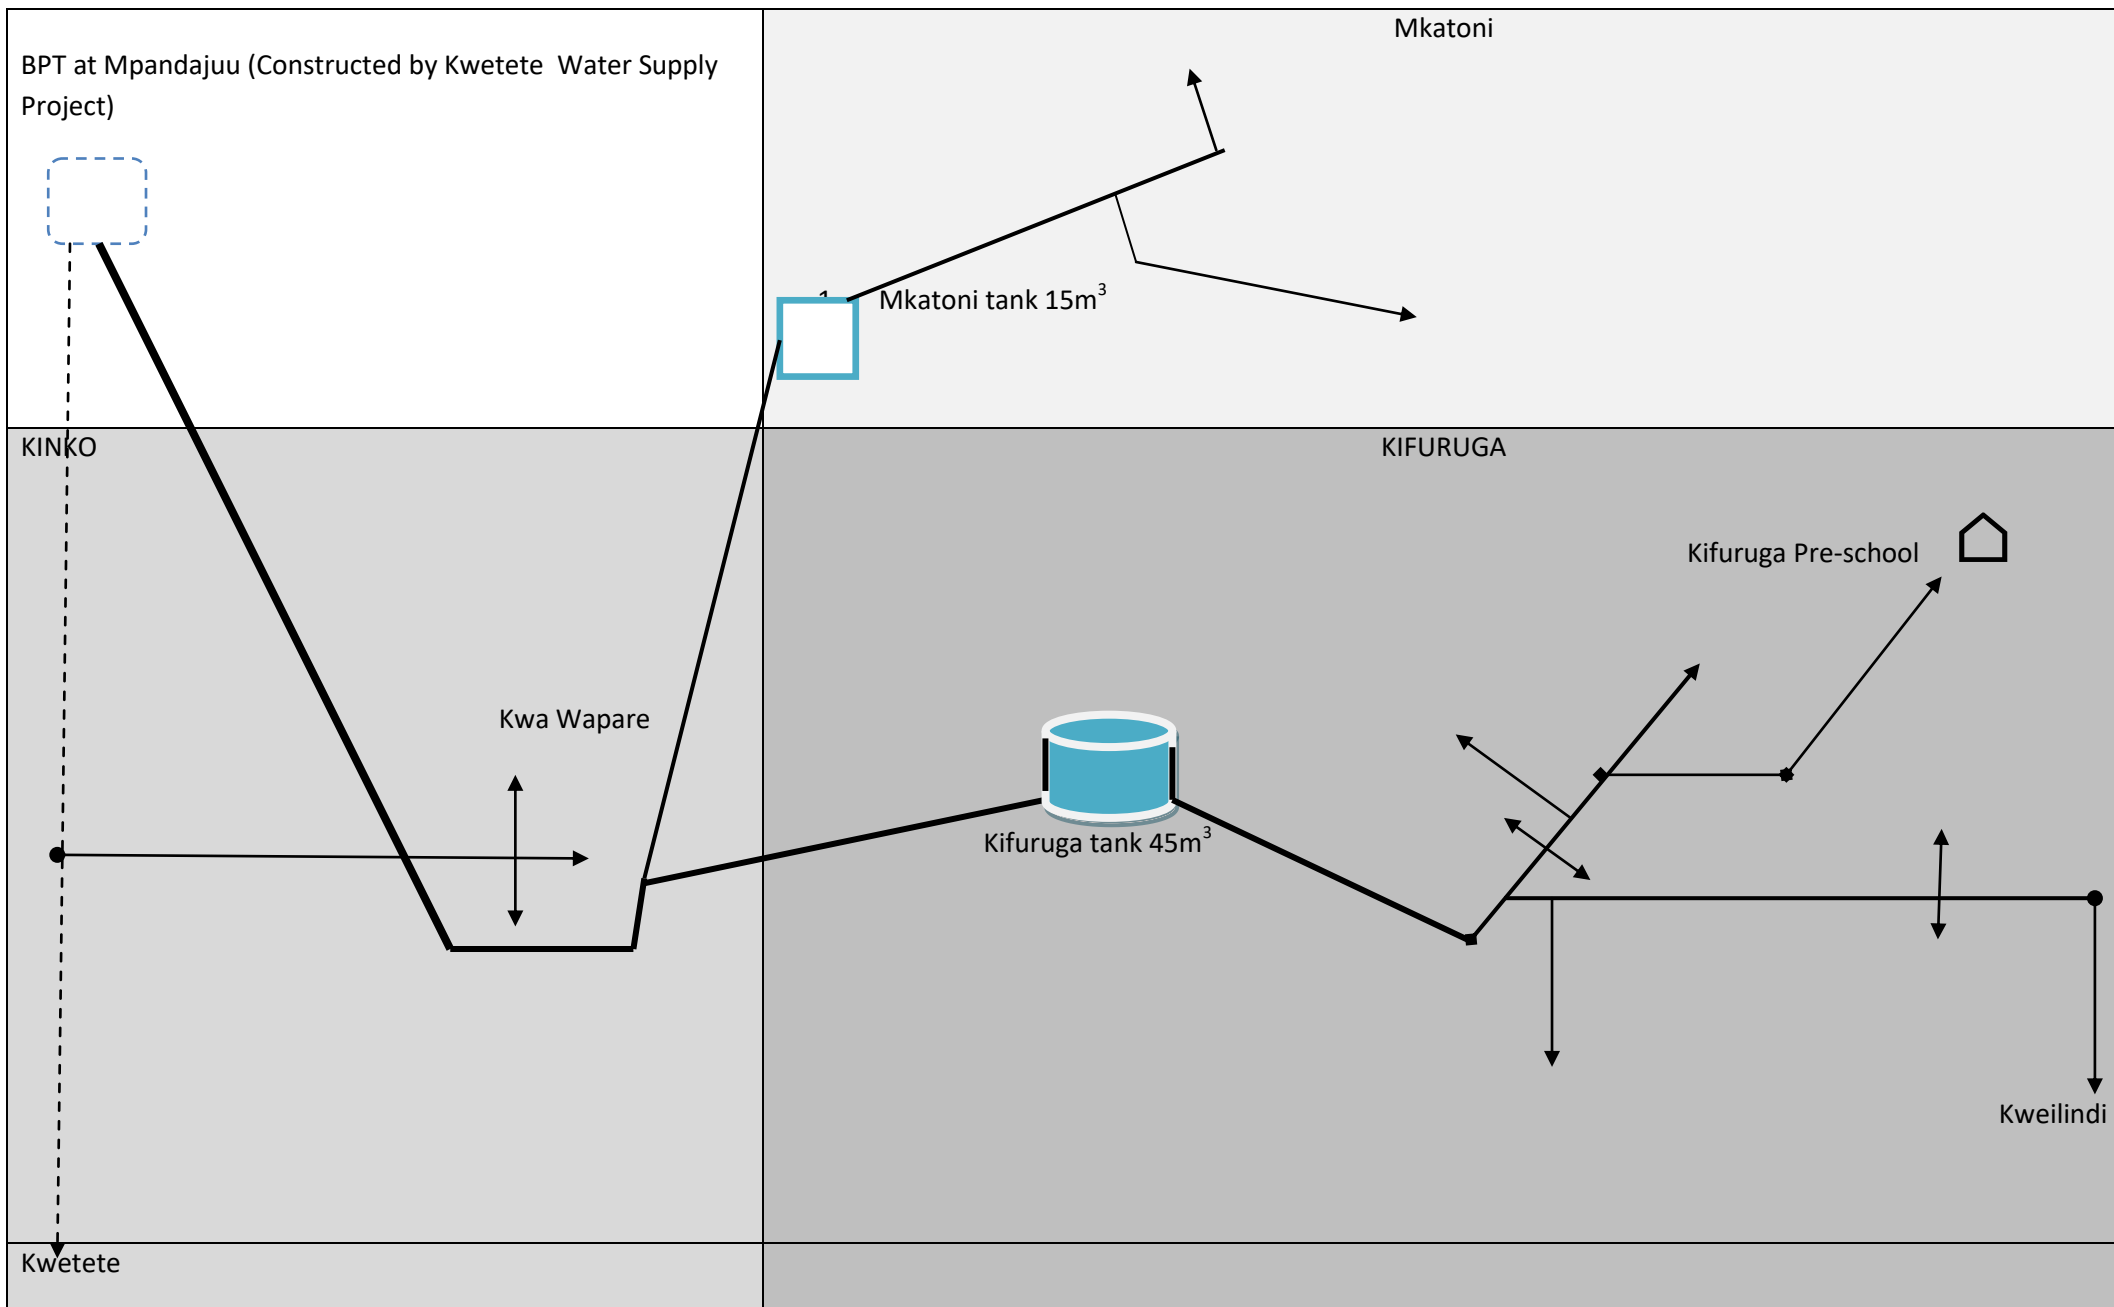 Mkatoni
BPT at Mpandajuu (Constructed by Kwetete Water Supply
Project)
1
Mkatoni tank 15m³
KINKO
KIFURUGA
Kifuruga Pre-school
Kwa Wapare
Kifuruga tank 45m³
Kweilindi
Kwetete